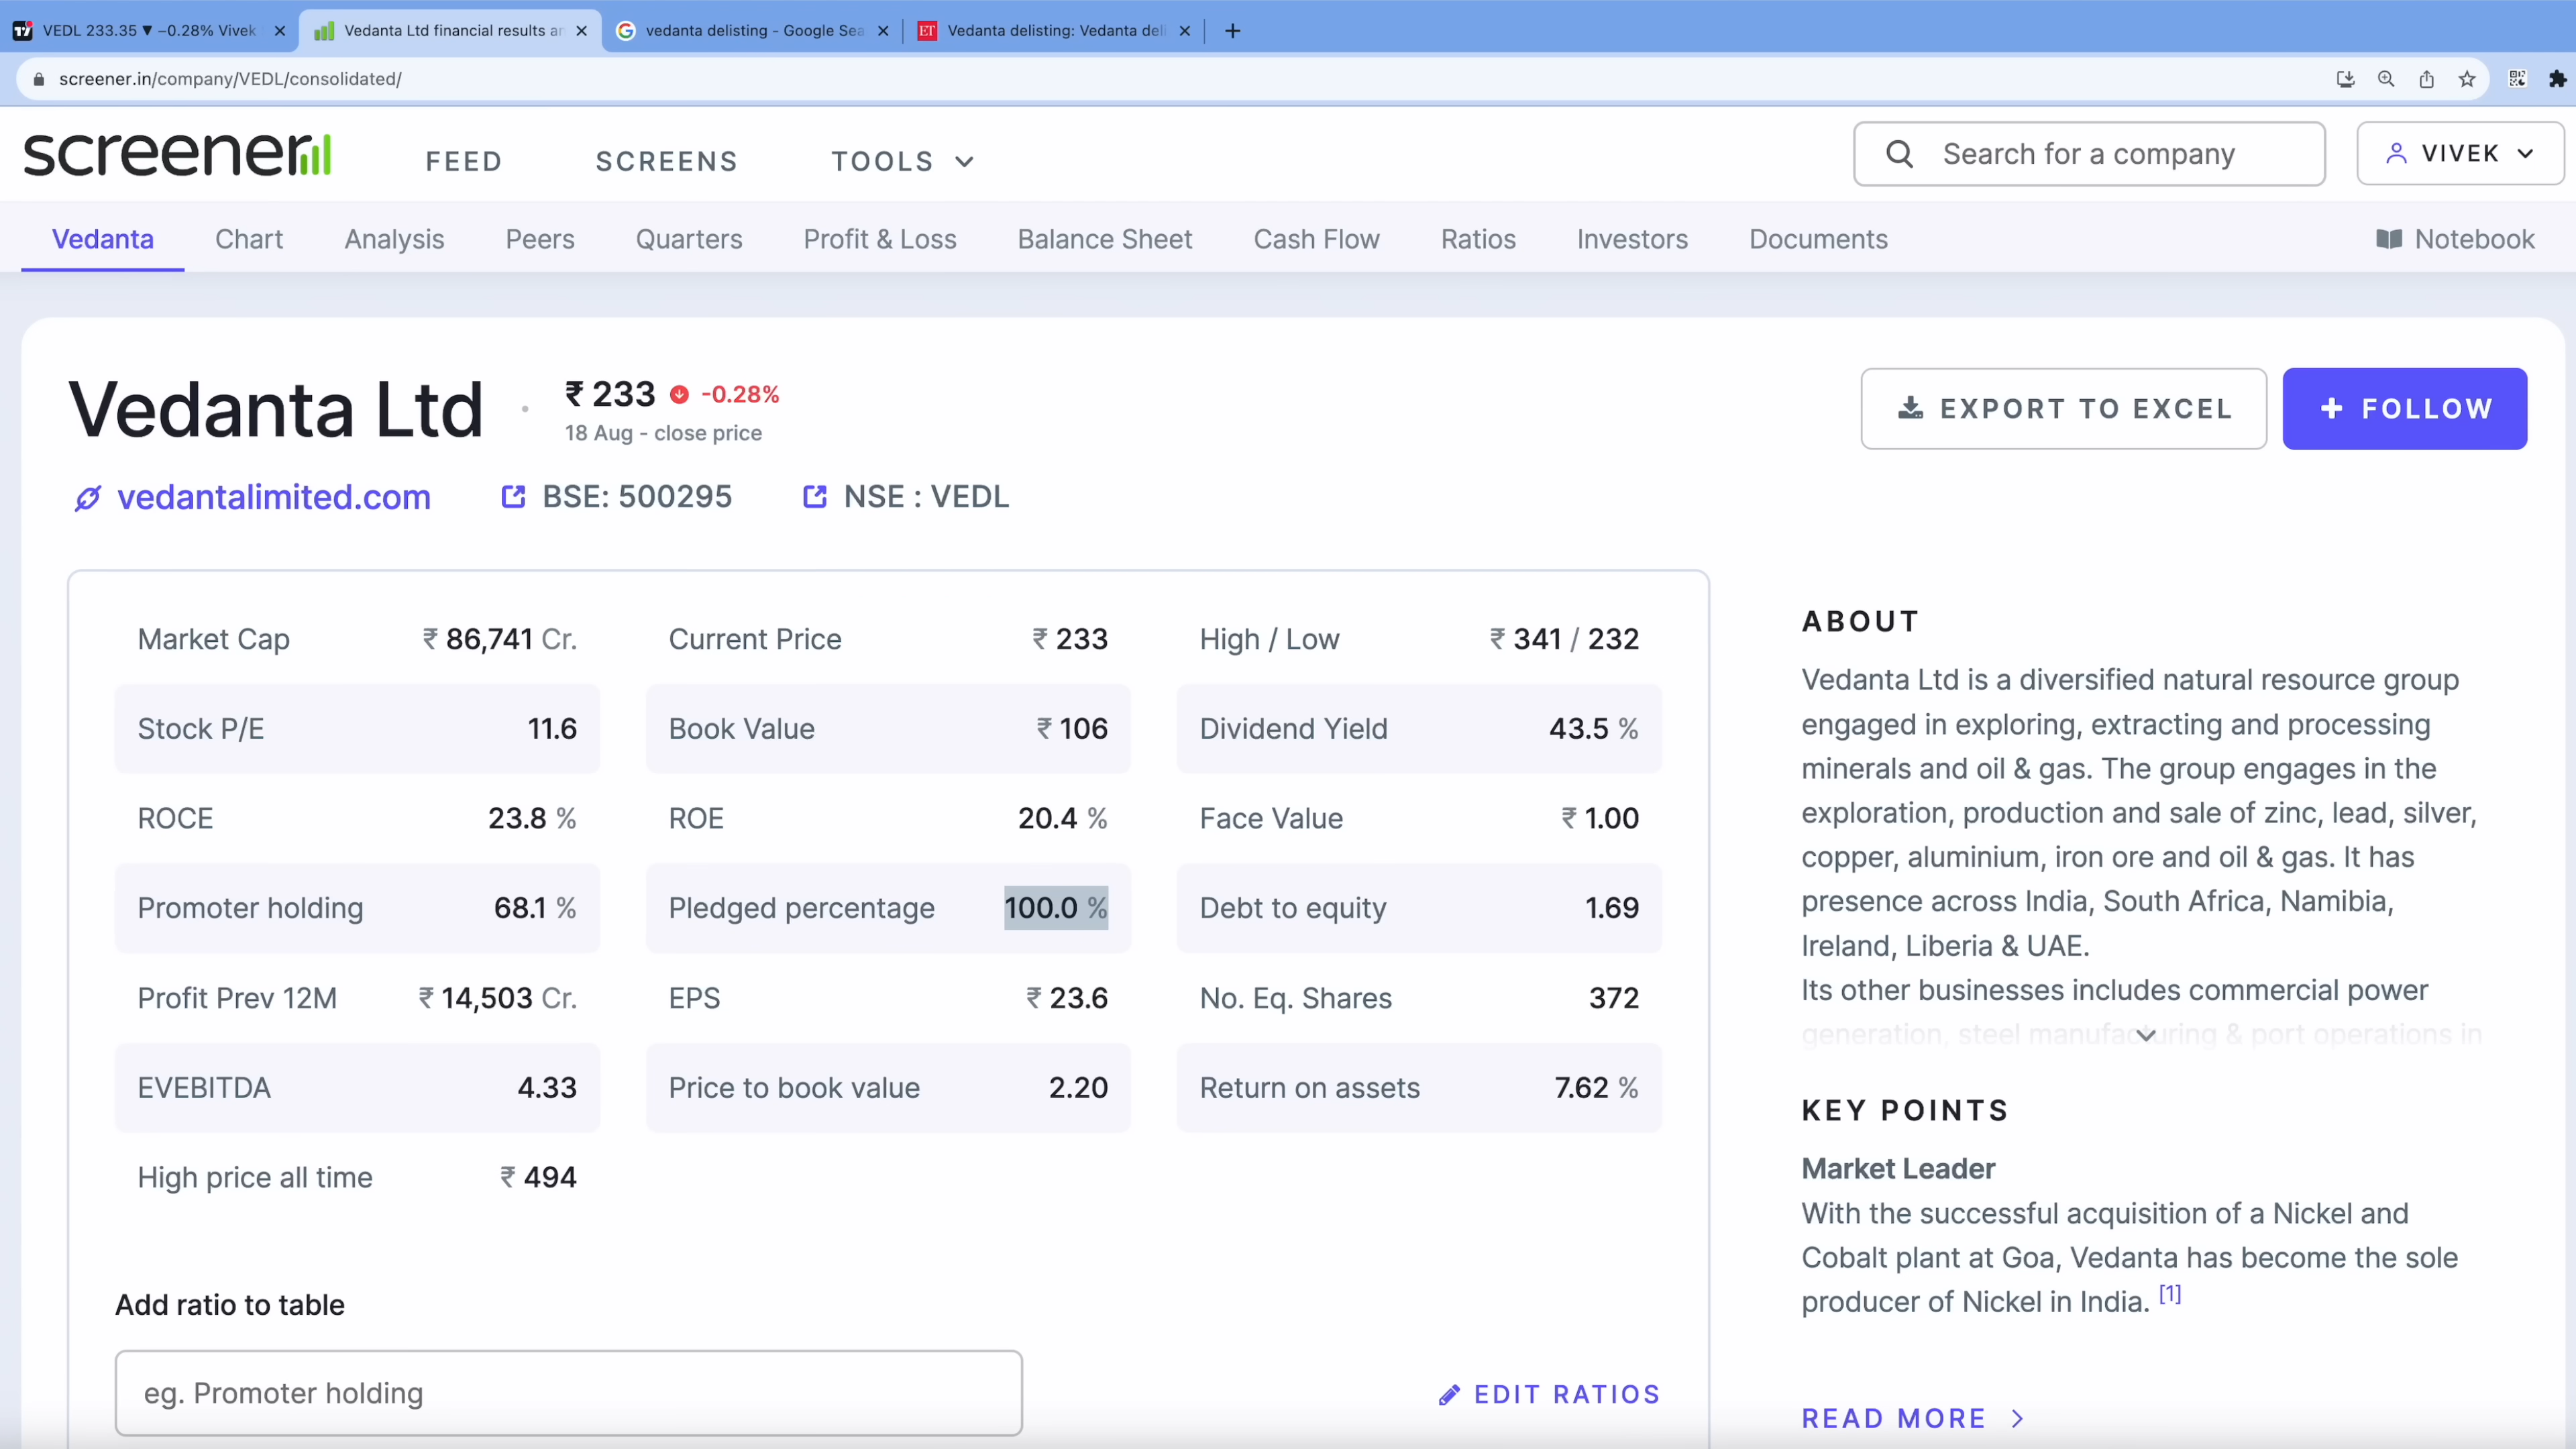 VEDL 233.35 ▼ −0.28% Vivek
Vedanta Ltd financial results an
vedanta delisting - Google Sea
ET
Vedanta delisting: Vedanta deli
screener.in/company/VEDL/consolidated/
screener
FEED
SCREENS
TOOLS
Search for a company
VIVEK
Vedanta
Chart
Analysis
Peers
Quarters
Profit & Loss
Balance Sheet
Cash Flow
Ratios
Investors
Documents
Notebook
Vedanta Ltd
₹ 233 -0.28%
18 Aug - close price
EXPORT TO EXCEL
+ FOLLOW
vedantalimited.com
BSE: 500295
NSE : VEDL
Market Cap ₹ 86,741 Cr.
Current Price ₹ 233
High / Low ₹ 341 / 232
Stock P/E 11.6
Book Value ₹ 106
Dividend Yield 43.5 %
ROCE 23.8 %
ROE 20.4 %
Face Value ₹ 1.00
Promoter holding 68.1 %
Pledged percentage 100.0 %
Debt to equity 1.69
Profit Prev 12M ₹ 14,503 Cr.
EPS ₹ 23.6
No. Eq. Shares 372
EVEBITDA 4.33
Price to book value 2.20
Return on assets 7.62 %
High price all time ₹ 494
Add ratio to table
eg. Promoter holding
EDIT RATIOS
ABOUT
Vedanta Ltd is a diversified natural resource group
engaged in exploring, extracting and processing
minerals and oil & gas. The group engages in the
exploration, production and sale of zinc, lead, silver,
copper, aluminium, iron ore and oil & gas. It has
presence across India, South Africa, Namibia,
Ireland, Liberia & UAE.
Its other businesses includes commercial power
generation, steel manufacturing & port operations in
KEY POINTS
Market Leader
With the successful acquisition of a Nickel and
Cobalt plant at Goa, Vedanta has become the sole
producer of Nickel in India. [1]
READ MORE